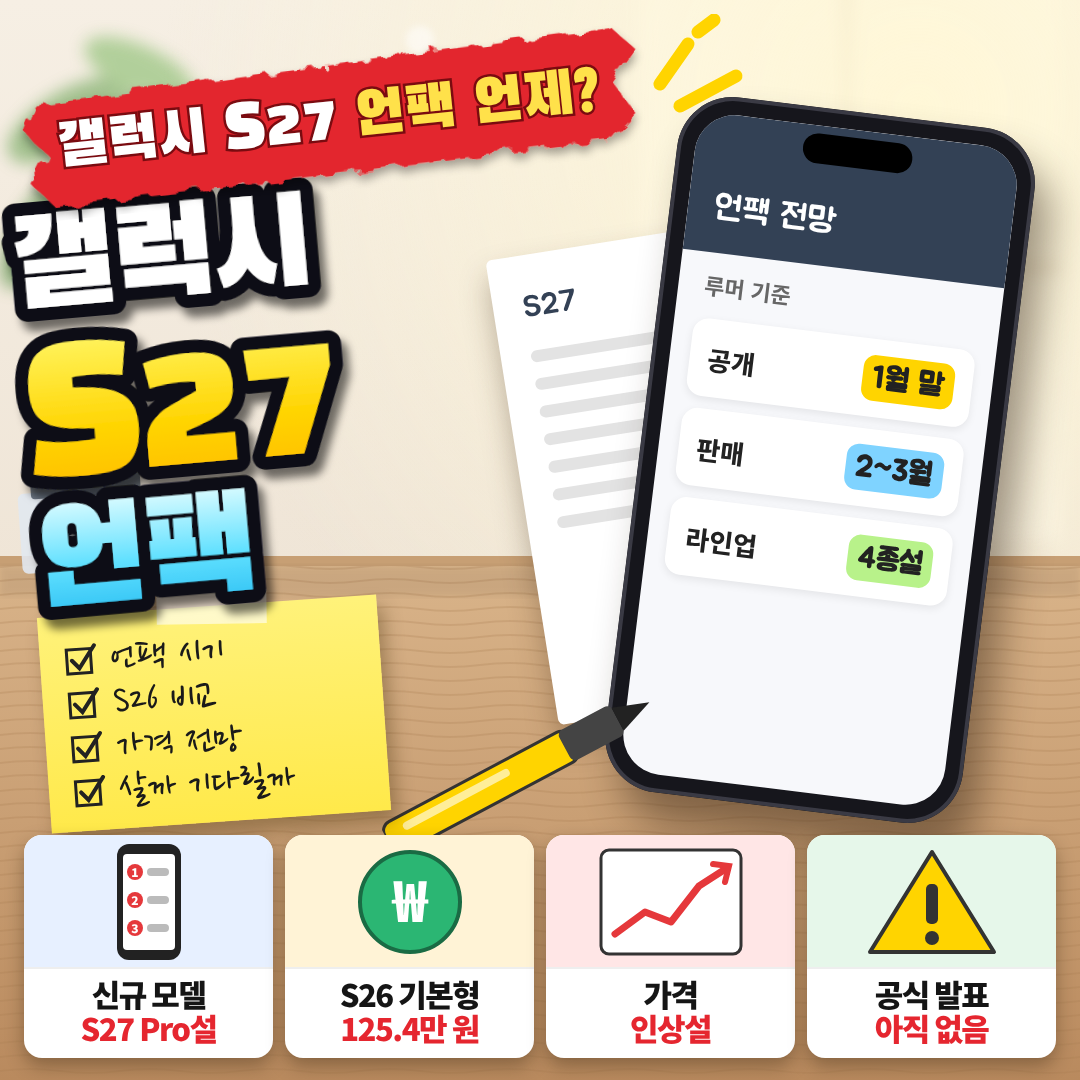 갤럭시 S27 언팩 언제?
갤럭시
S27
언팩
언팩 시기
S26 비교
가격 전망
살까 기다릴까
S27
언팩 전망
루머 기준
공개 1월 말
판매 2~3월
라인업 4종설
1
2
3
신규 모델
S27 Pro설
₩
S26 기본형
125.4만 원
가격
인상설
공식 발표
아직 없음